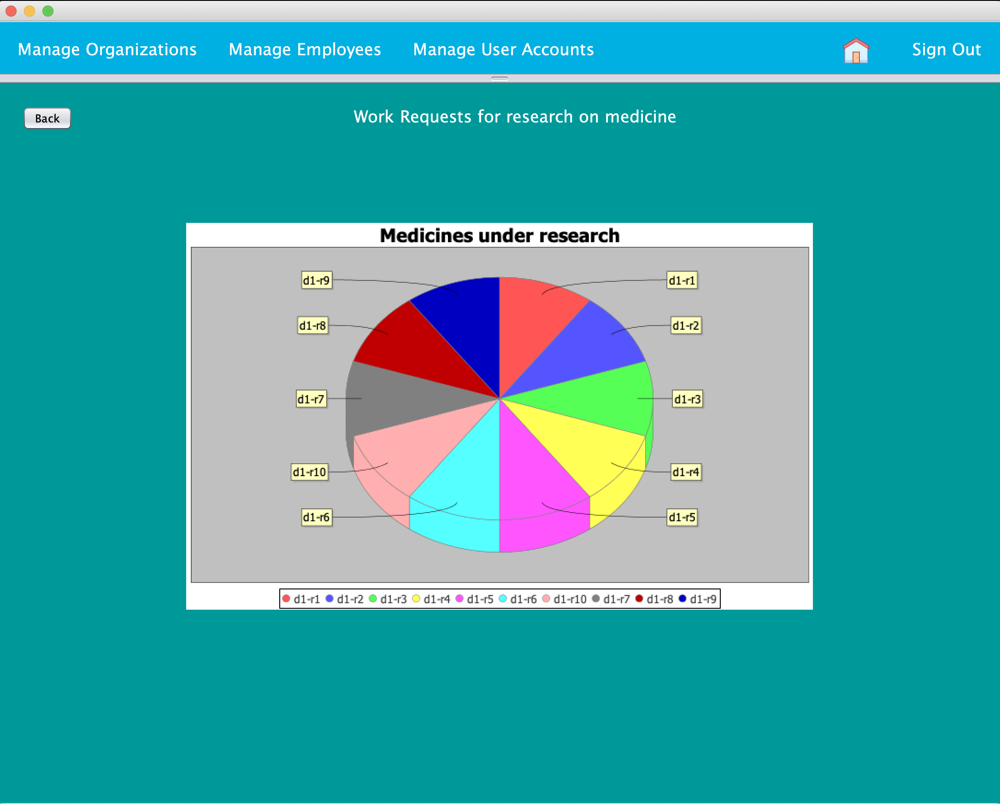 Manage Organizations Manage Employees Manage User Accounts Sign Out
Back Work Requests for research on medicine
Medicines under research
d1-r9 d1-r1
d1-r8 d1-r2
d1-r7 d1-r3
d1-r10 d1-r4
d1-r6 d1-r5
d1-r1 d1-r2 d1-r3 d1-r4 d1-r5 d1-r6 d1-r10 d1-r7 d1-r8 d1-r9